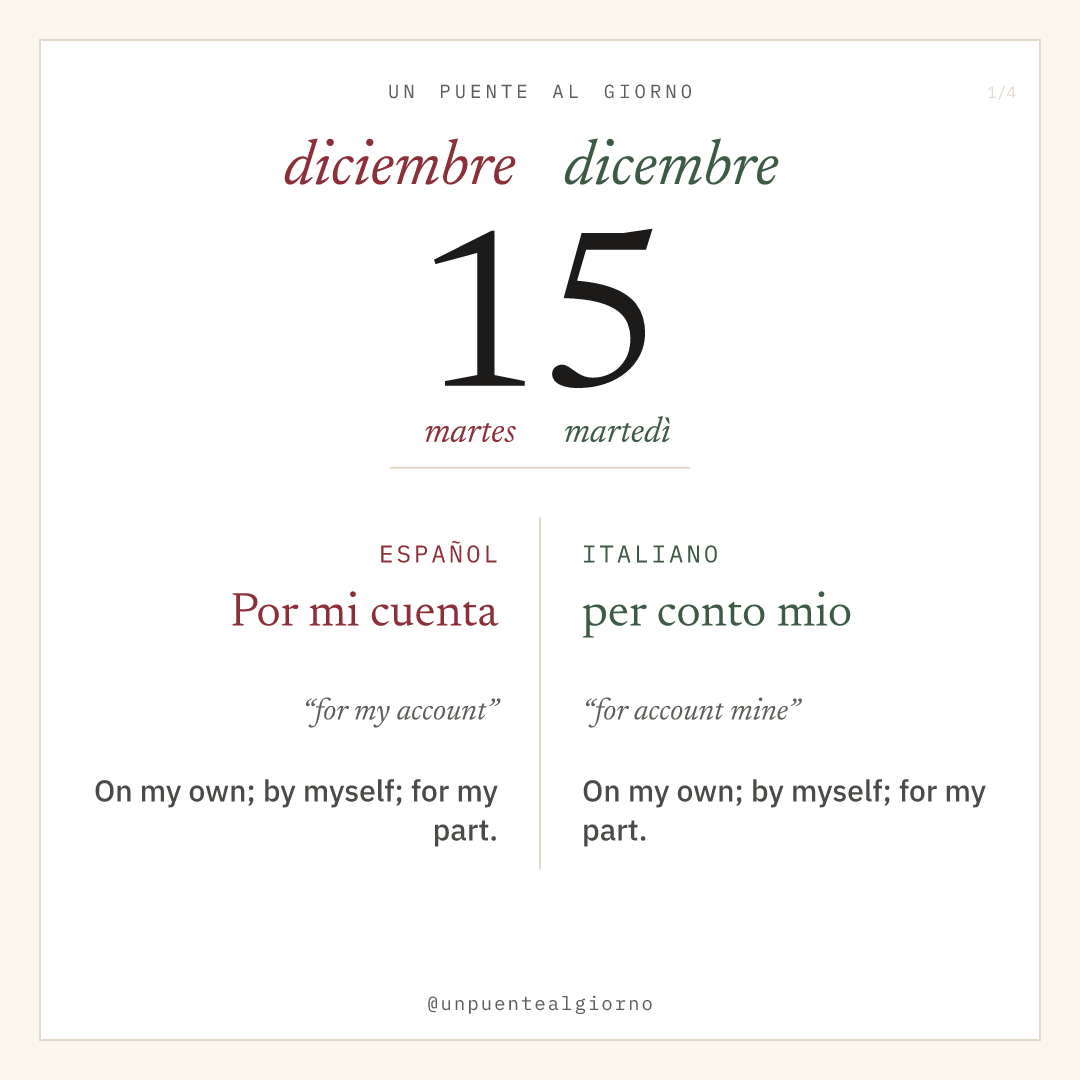 UN PUENTE AL GIORNO
1/4
diciembre dicembre
15
martes martedì
ESPAÑOL
Por mi cuenta
“for my account”
On my own; by myself; for my
part.
ITALIANO
per conto mio
“for account mine”
On my own; by myself; for my
part.
@unpuentealgiorno